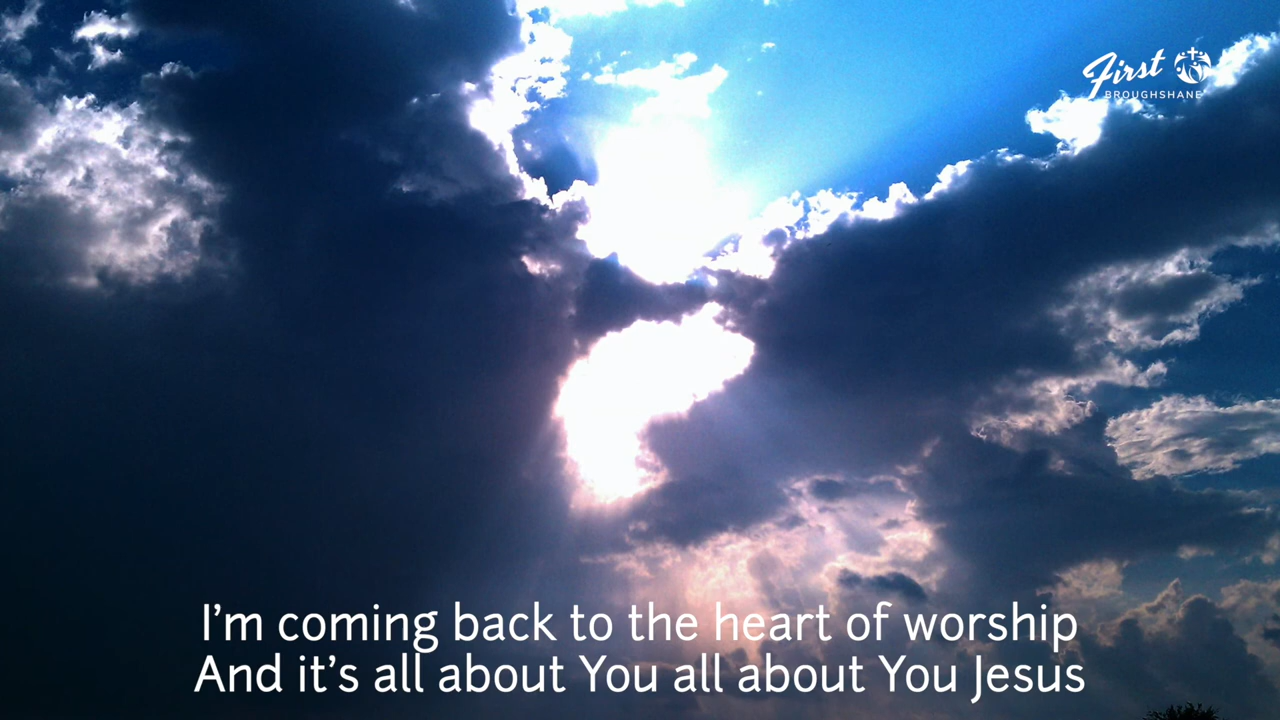 First
BROUGHSHANE
I'm coming back to the heart of worship
And it's all about You all about You Jesus